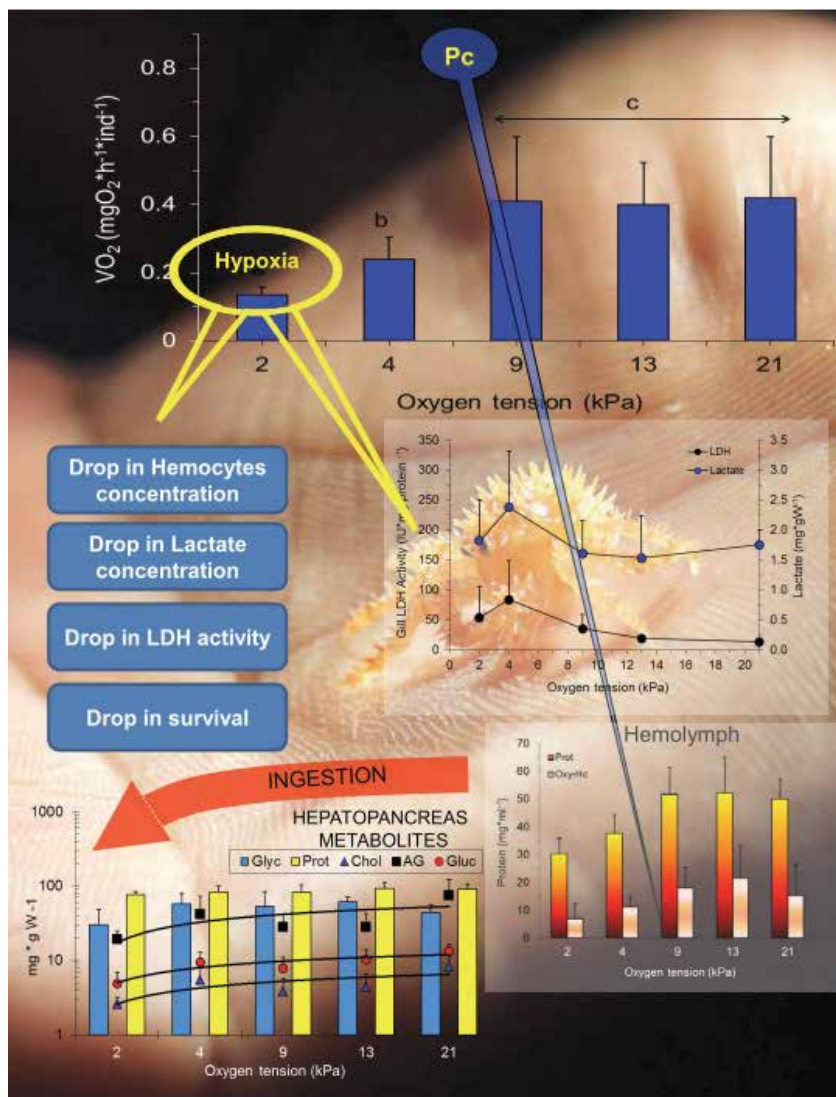 Pc
0.8
0.6
0.4
0.2
0
VO2 (mgO2*h-1*ind-1)
c
b
Hypoxia
2 4 9 13 21
Oxygen tension (kPa)
Drop in Hemocytes
concentration
Drop in Lactate
concentration
Drop in LDH activity
Drop in survival
350
300
250
200
150
100
50
0
Gill LDH Activity (IU* protein -1)
LDH
Lactate
3.5
3.0
2.5
2.0
1.5
1.0
0.5
0.0
Lactate (mg*gW-1)
0 2 4 6 8 10 12 14 16 18 20
Oxygen tension (kPa)
INGESTION
HEPATOPANCREAS
METABOLITES
Glyc Prot Chol AG Gluc
1000
100
10
1
mg * g W -1
2 4 9 13 21
Oxygen tension (kPa)
Hemolymph
70
60
50
40
30
20
10
0
Protein (mg*ml-1)
Prot
Oxy-Hc
2 4 9 13 21
Oxygen tension (kPa)